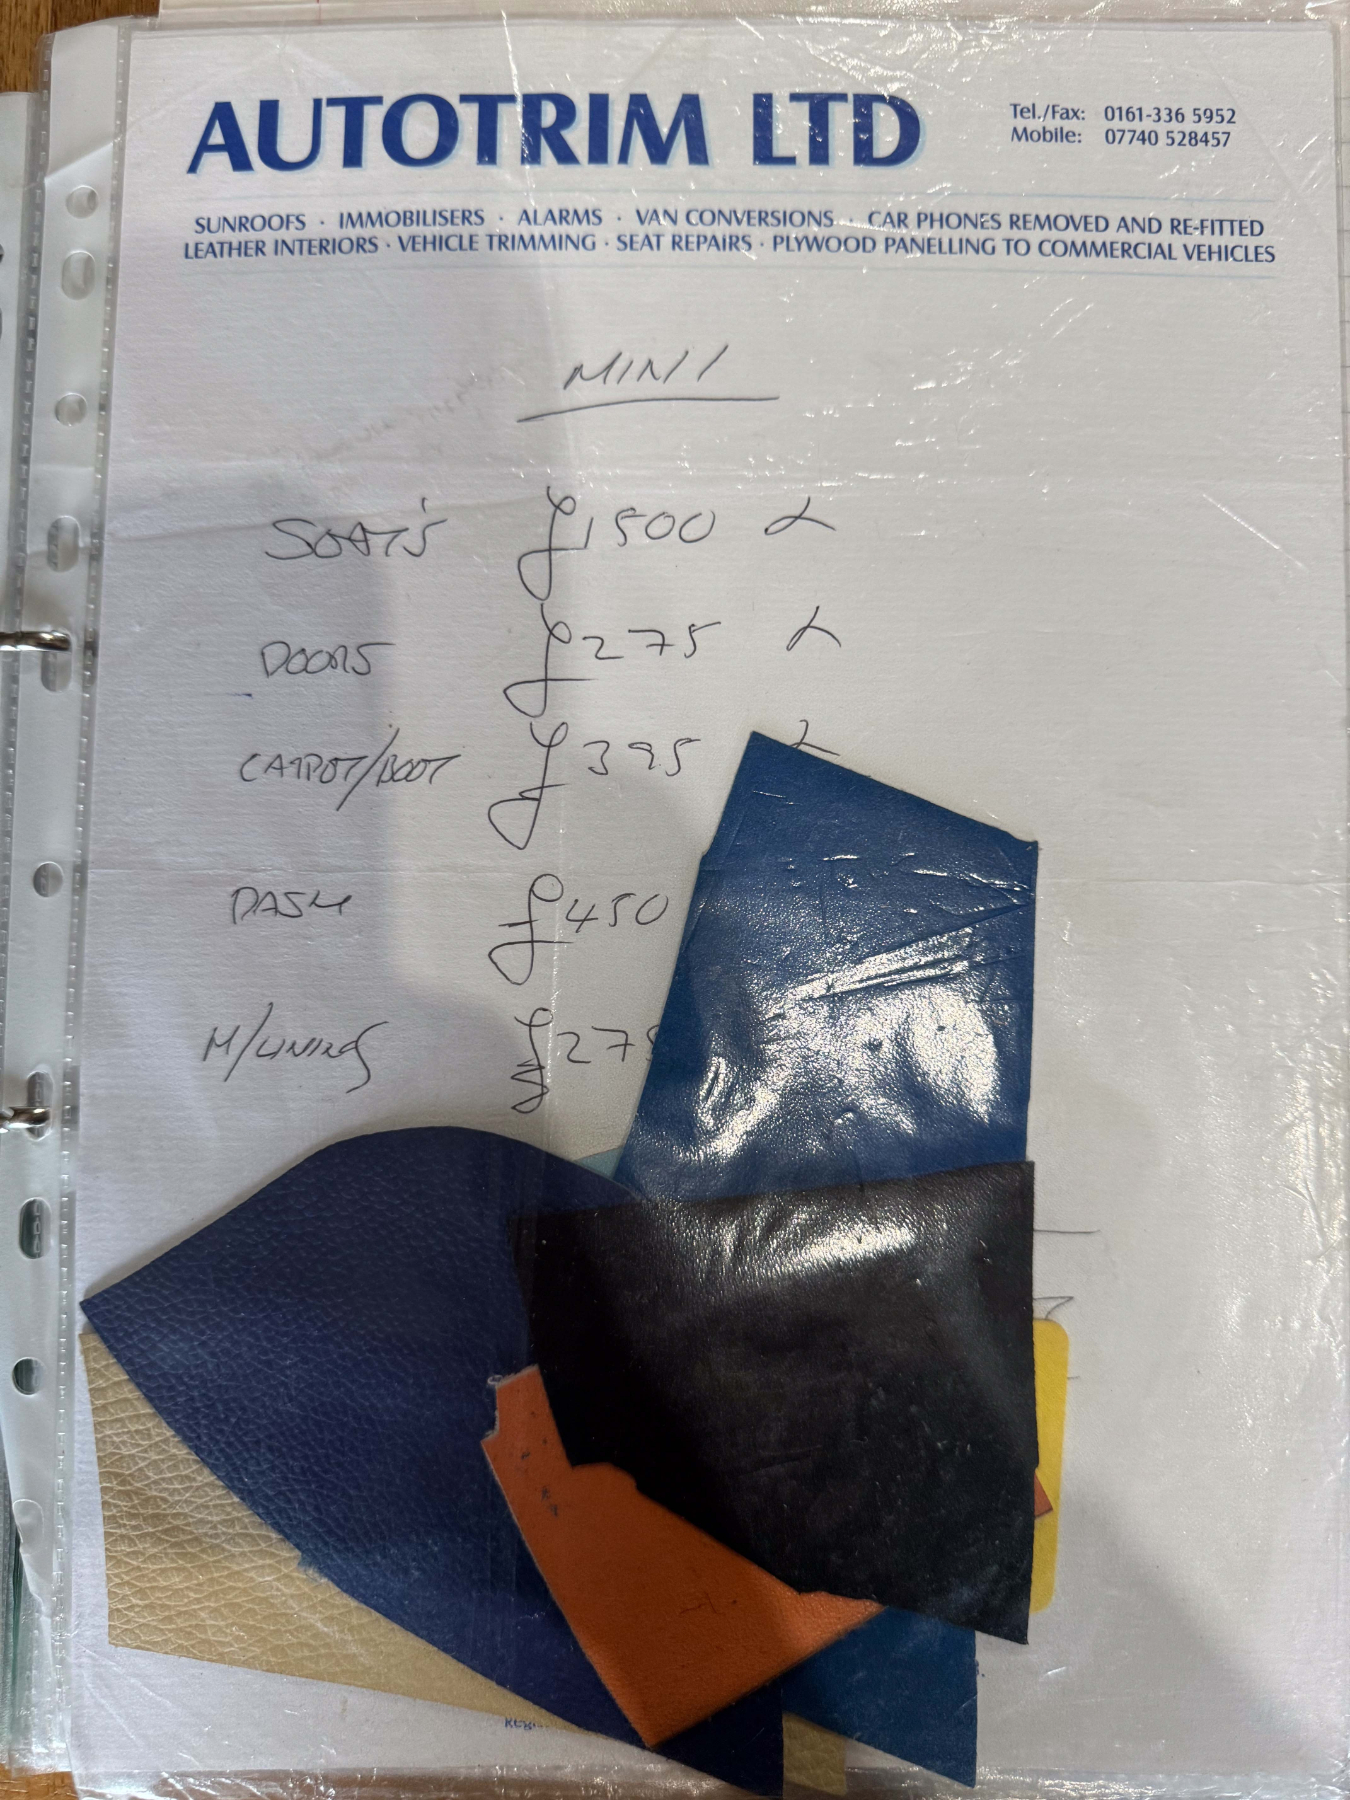 AUTOTRIM LTD
Tel./Fax: 0161-336 5952
Mobile: 07740 528457
SUNROOFS · IMMOBILISERS · ALARMS · VAN CONVERSIONS · CAR PHONES REMOVED AND RE-FITTED
LEATHER INTERIORS · VEHICLE TRIMMING · SEAT REPAIRS · PLYWOOD PANELLING TO COMMERCIAL VEHICLES
MINI
SEATS £1500
DOORS £275
CARPET/BOOT £395
DASH £450
H/LINING £275